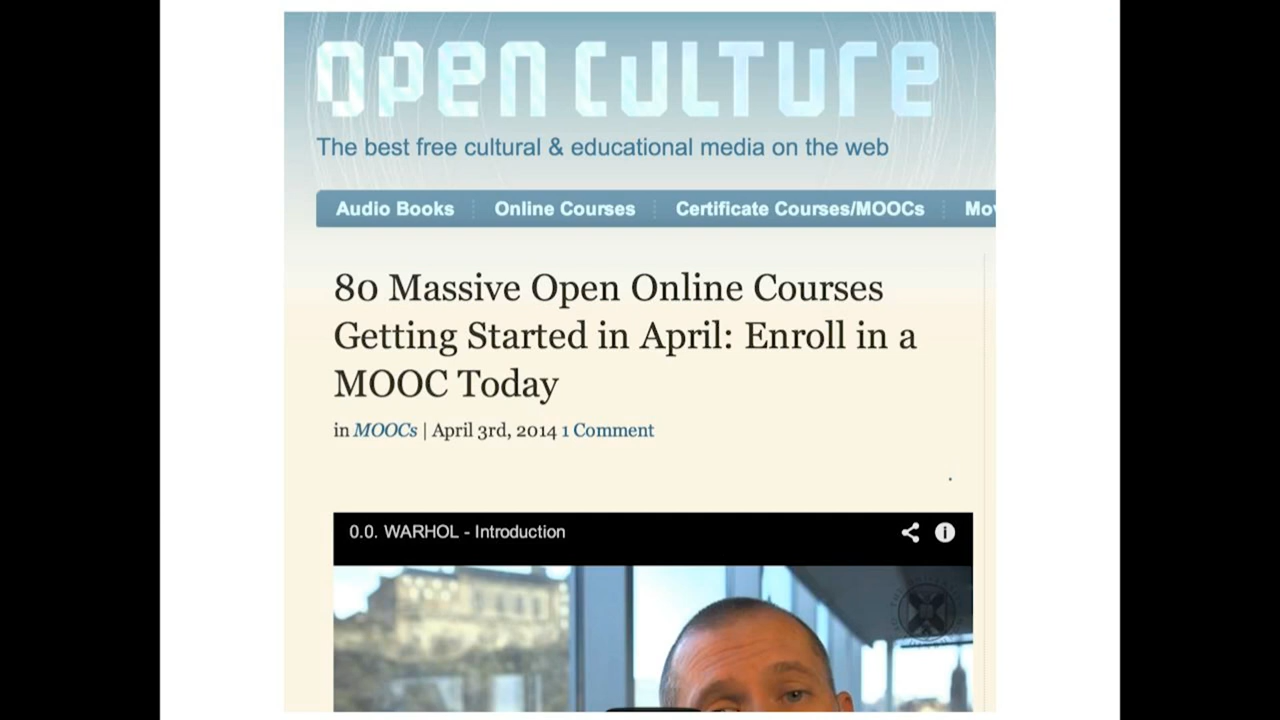 OPEN CULTURE
The best free cultural & educational media on the web
Audio Books Online Courses Certificate Courses/MOOCs
80 Massive Open Online Courses
Getting Started in April: Enroll in a
MOOC Today
in MOOCs | April 3rd, 2014 1 Comment
0.0. WARHOL - Introduction